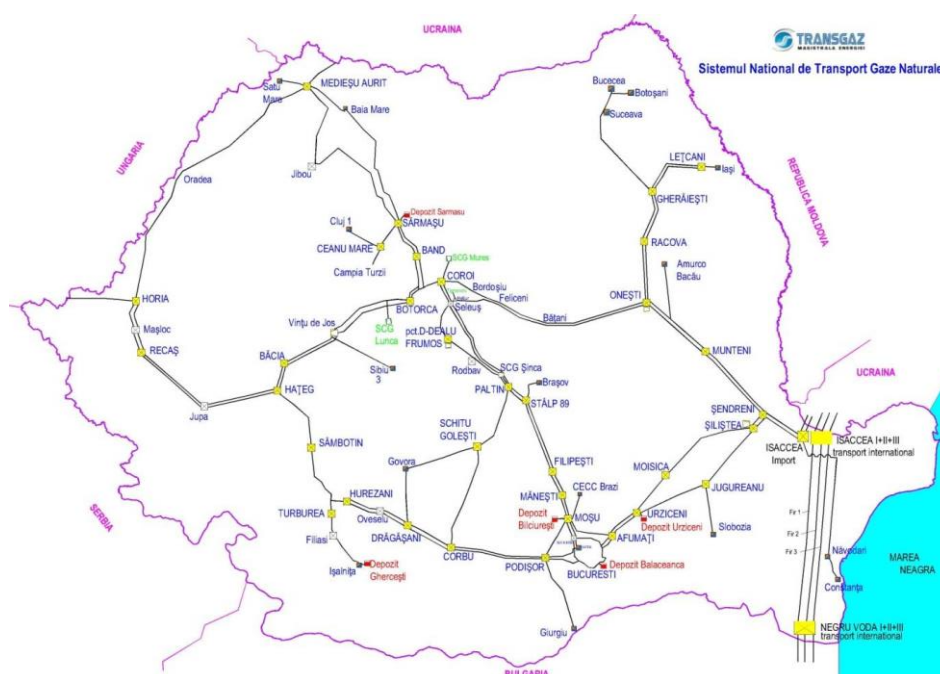 UCRAINA
TRANSGAZ
MAGISTRALA ENERGIEI
Sistemul National de Transport Gaze Naturale
MEDIEŞU AURIT
Satu
Mare
Baia Mare
Bucecea
Botoşani
Suceava
UNGARIA
Oradea
Jibou
LEŢCANI
Iaşi
REPUBLICA MOLDOVA
GHERĂIEŞTI
Depozit Sarmasu
SĂRMAŞU
Cluj 1
CEANU MARE
Campia Turzii
BAND
RACOVA
SCG Mures
COROI
Bordoşiu
Amurco
Bacău
HORIA
Maşloc
RECAŞ
BOTORCA
Feliceni
Seleuş
ONEŞTI
Bățani
Vinţu de Jos
SCG
Lunca
pct.D-DEALU
FRUMOS
MUNTENI
BĂCIA
Sibiu
3
Rodbav
SCG Şinca
Braşov
UCRAINA
HAŢEG
PALTIN
STÂLP 89
Jupa
ŞENDRENI
ŞILIŞTEA
ISACCEA
Import
ISACCEA I+II+III
transport international
SCHITU
GOLEŞTI
SÂMBOTIN
Govora
FILIPEŞTI
MOISICA
CECC Brazi
JUGUREANU
MĂNEŞTI
SERBIA
HUREZANI
Oveselu
TURBUREA
Depozit
Bilciureşti
MOŞU
URZICENI
Depozit Urziceni
Slobozia
Fir 1
Fir 2
Fir 3
Filiasi
DRĂGĂŞANI
CORBU
AFUMAŢI
Năvodari
MAREA
NEAGRA
PODIŞOR
BUCURESTI
Depozit Balaceanca
Işalniţa
Depozit
Gherceşti
Constanţa
Giurgiu
NEGRU VODA I+II+III
transport international
BULGARIA